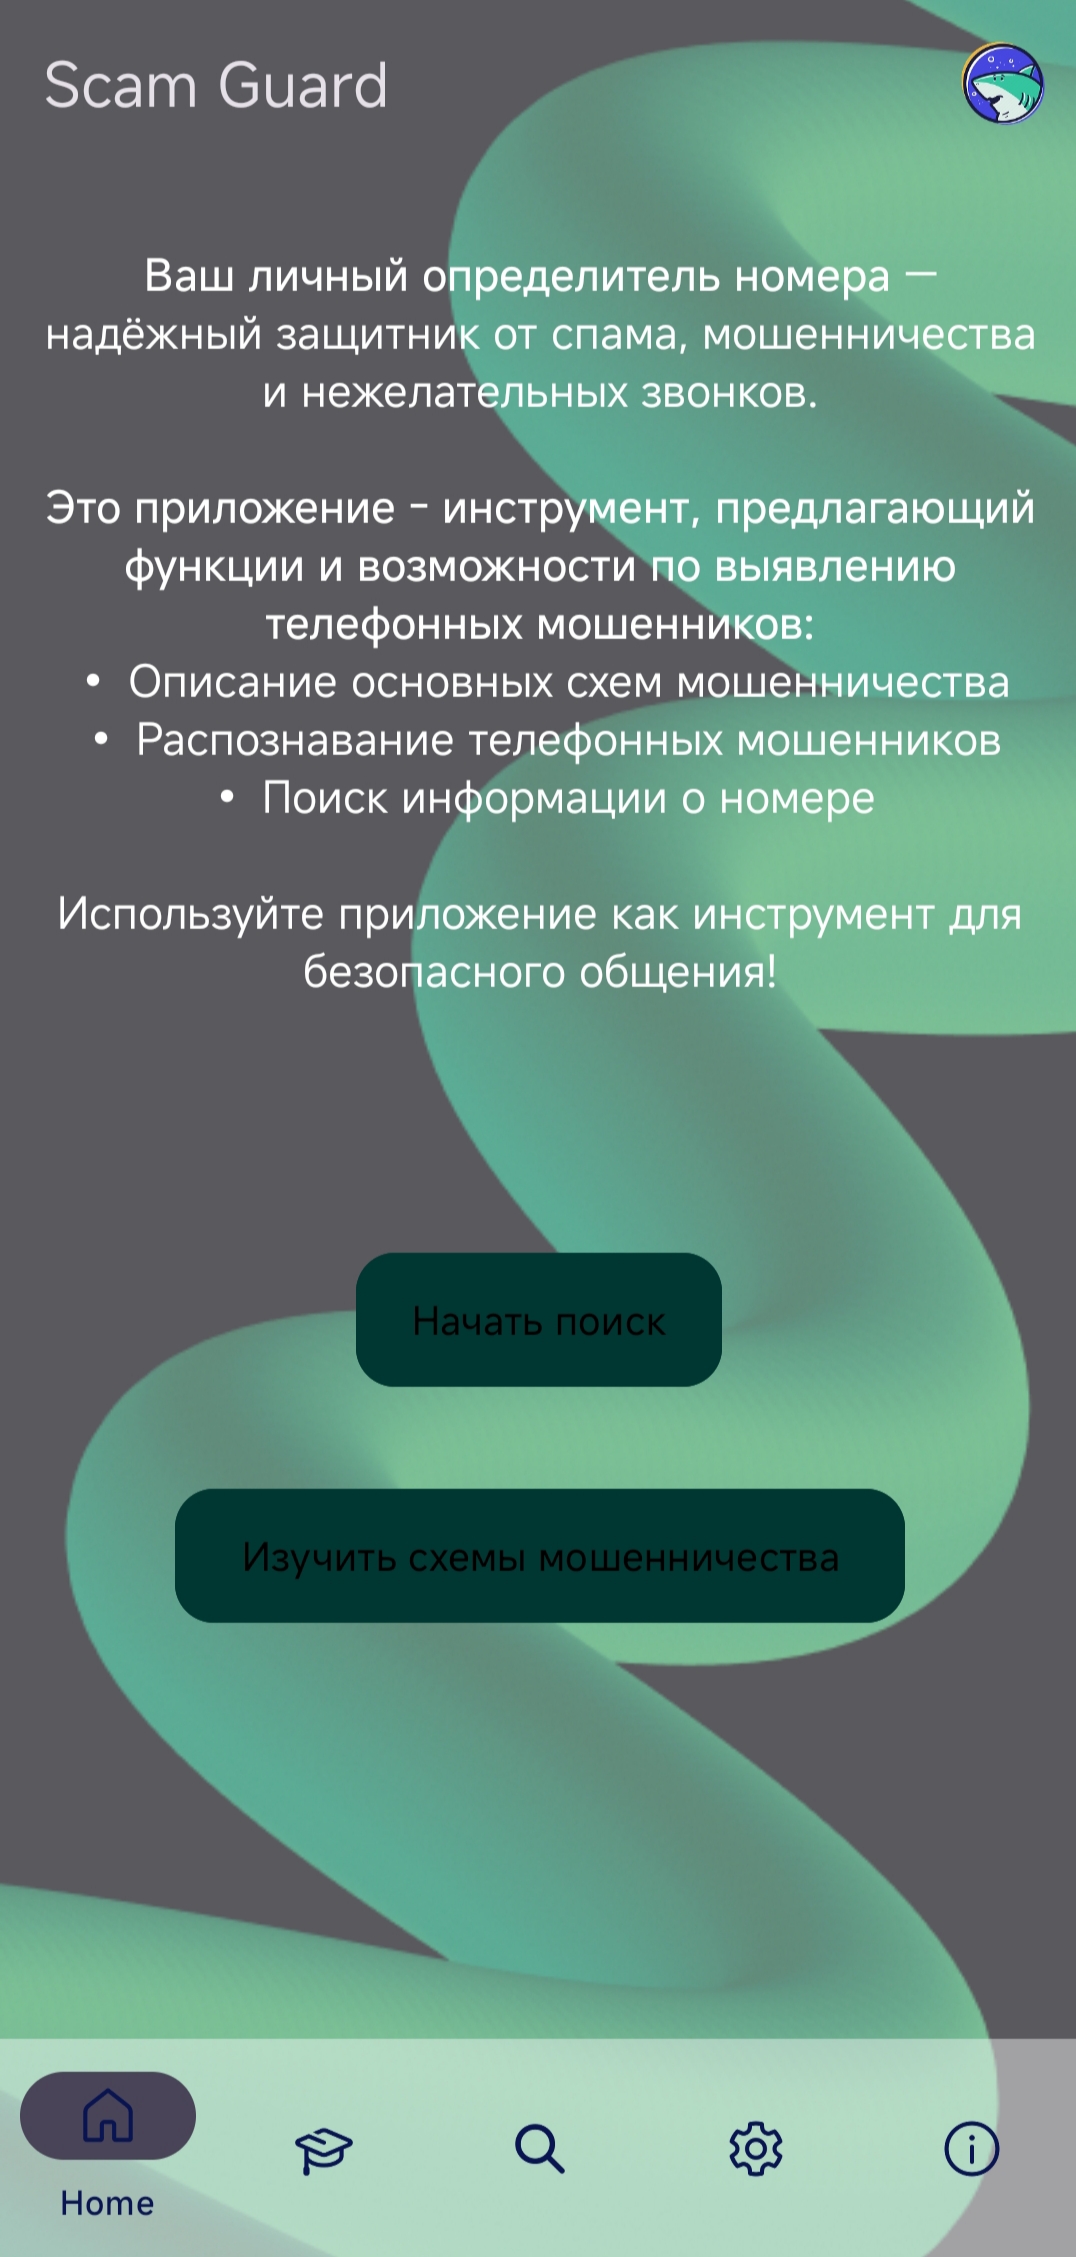 Scam Guard
Ваш личный определитель номера —
надёжный защитник от спама, мошенничества
и нежелательных звонков.
Это приложение - инструмент, предлагающий
функции и возможности по выявлению
телефонных мошенников:
• Описание основных схем мошенничества
• Распознавание телефонных мошенников
• Поиск информации о номере
Используйте приложение как инструмент для
безопасного общения!
Начать поиск
Изучить схемы мошенничества
Home